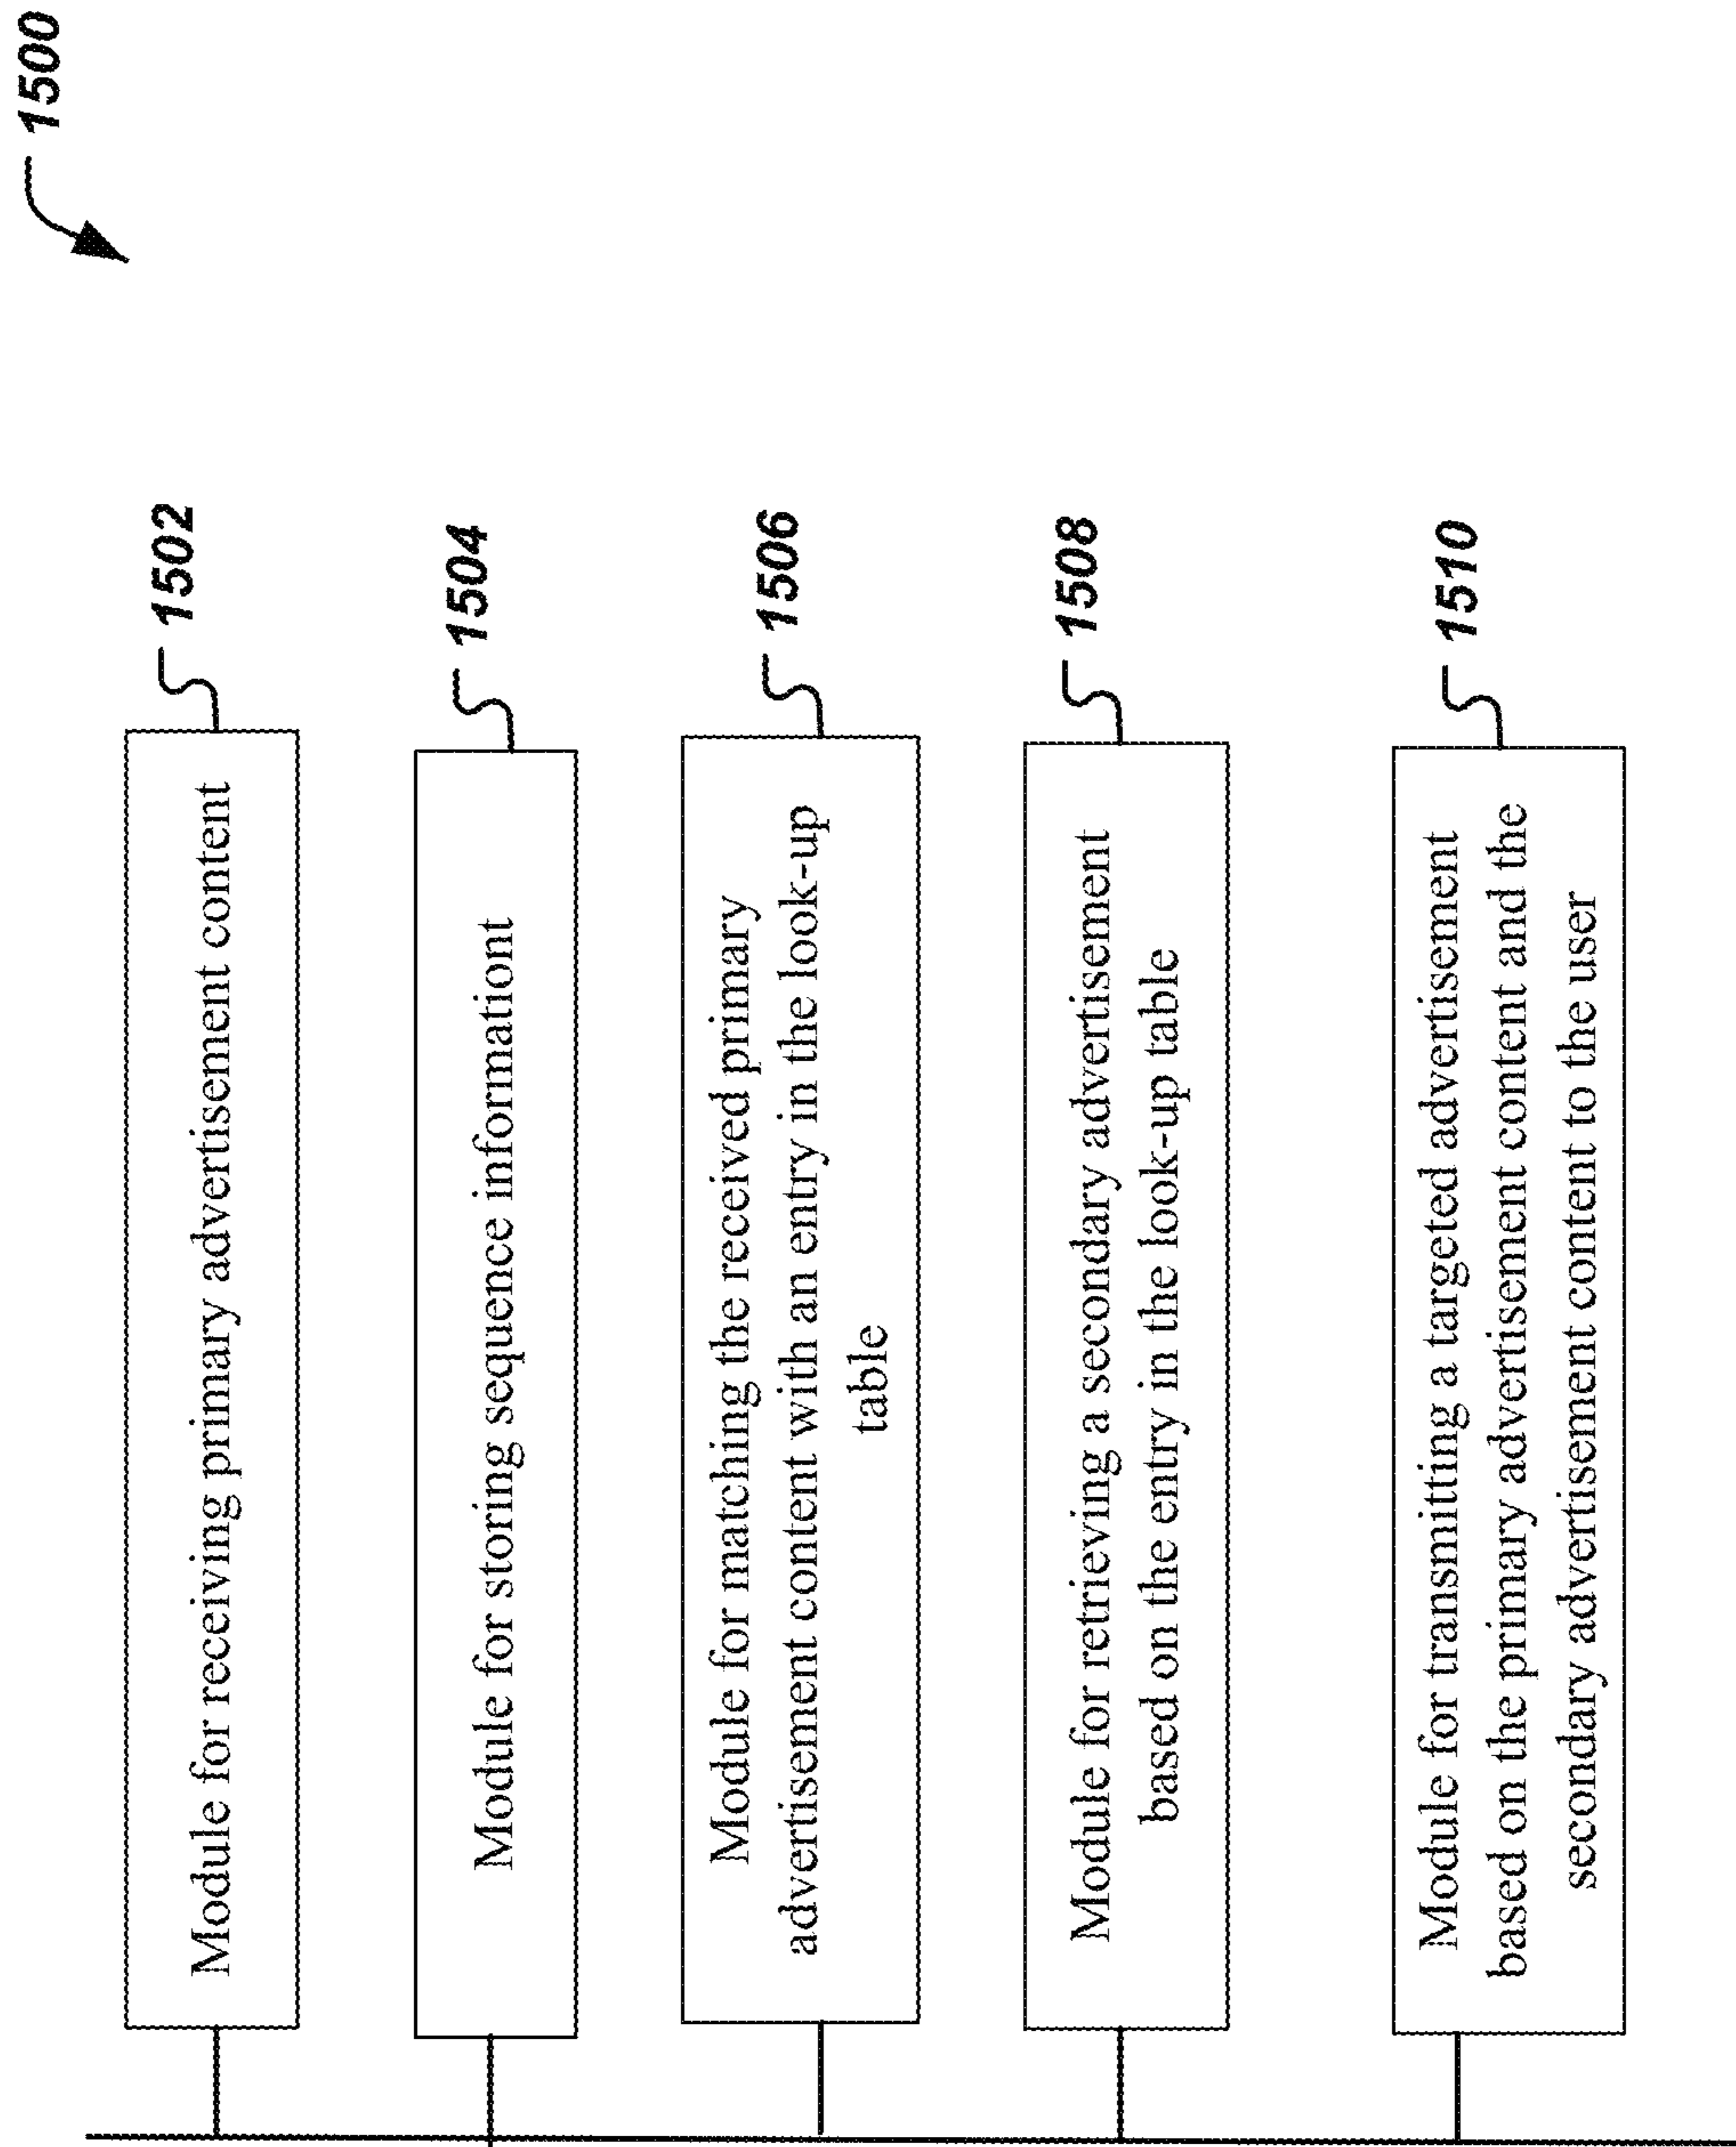 1500
Module for receiving primary advertisement content
1502
Module for storing sequence informationt
1504
Module for matching the received primary
advertisement content with an entry in the look-up
table
1506
Module for retrieving a secondary advertisement
based on the entry in the look-up table
1508
Module for transmitting a targeted advertisement
based on the primary advertisement content and the
secondary advertisement content to the user
1510